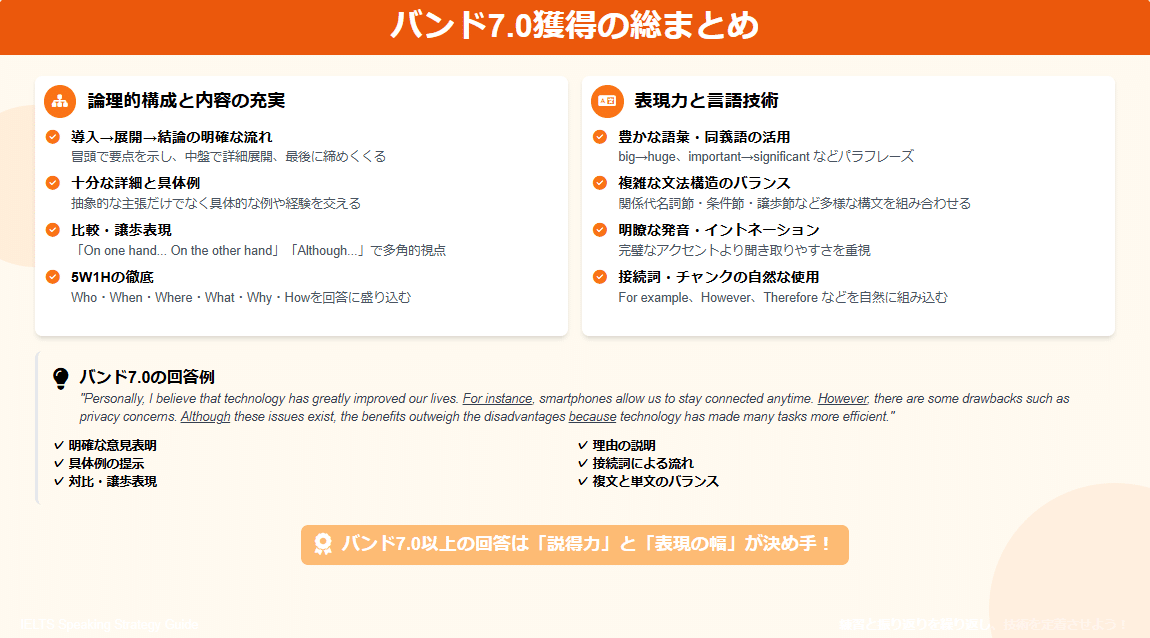 バンド7.0獲得の総まとめ
論理的構成と内容の充実
導入→展開→結論の明確な流れ
冒頭で要点を示し、中盤で詳細展開、最後に締めくくる
十分な詳細と具体例
抽象的な主張だけでなく具体的な例や経験を交える
比較・譲歩表現
「On one hand... On the other hand」「Although...」で多角的視点
5W1Hの徹底
Who・When・Where・What・Why・Howを回答に盛り込む
表現力と言語技術
豊かな語彙・同義語の活用
big→huge、important→significant などパラフレーズ
複雑な文法構造のバランス
関係代名詞節・条件節・譲歩節など多様な構文を組み合わせる
明瞭な発音・イントネーション
完璧なアクセントより聞き取りやすさを重視
接続詞・チャンクの自然な使用
For example、However、Therefore などを自然に組み込む
バンド7.0の回答例
"Personally, I believe that technology has greatly improved our lives. For instance, smartphones allow us to stay connected anytime. However, there are some drawbacks such as
privacy concerns. Although these issues exist, the benefits outweigh the disadvantages because technology has made many tasks more efficient."
✓ 明確な意見表明
✓ 具体例の提示
✓ 対比・譲歩表現
✓ 理由の説明
✓ 接続詞による流れ
✓ 複文と単文のバランス
バンド7.0以上の回答は「説得力」と「表現の幅」が決め手！
IELTS Speaking Strategy Guide